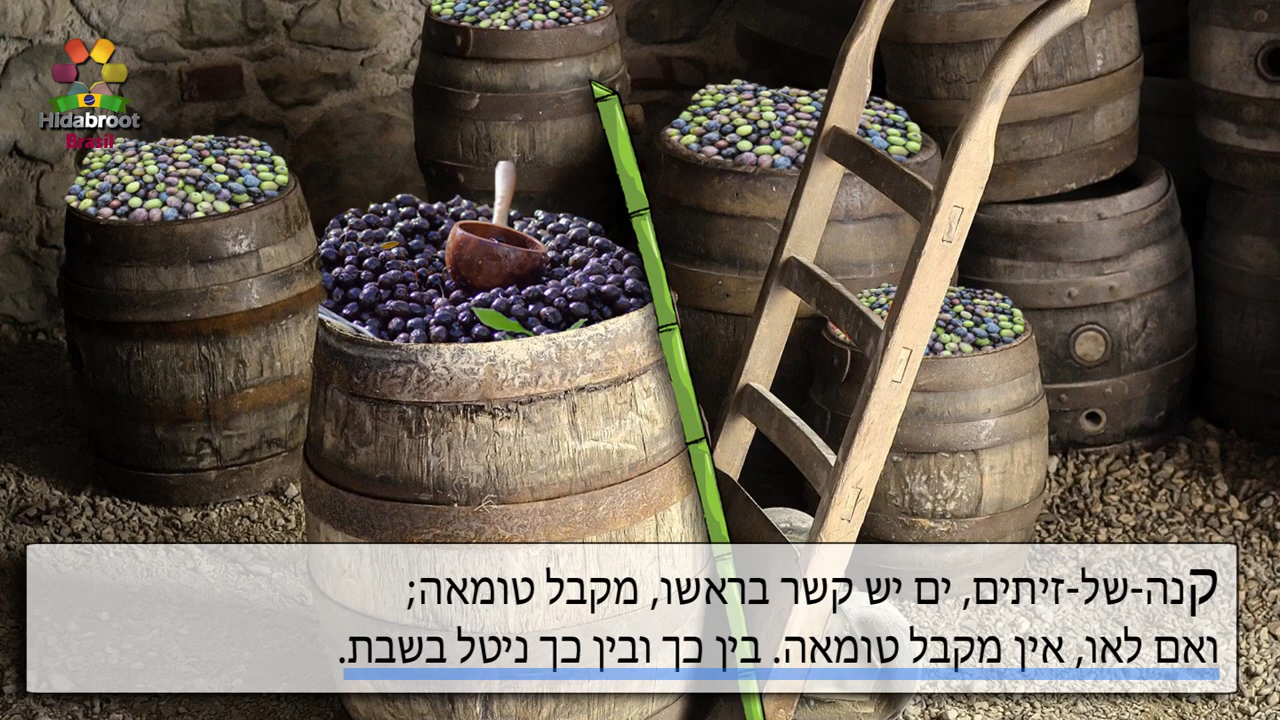 Hidabroot
Brasil
קנה-של-זיתים, ים יש קשר בראשו, מקבל טומאה;
ואם לאו, אין מקבל טומאה. בין כך ובין כך ניטל בשבת.